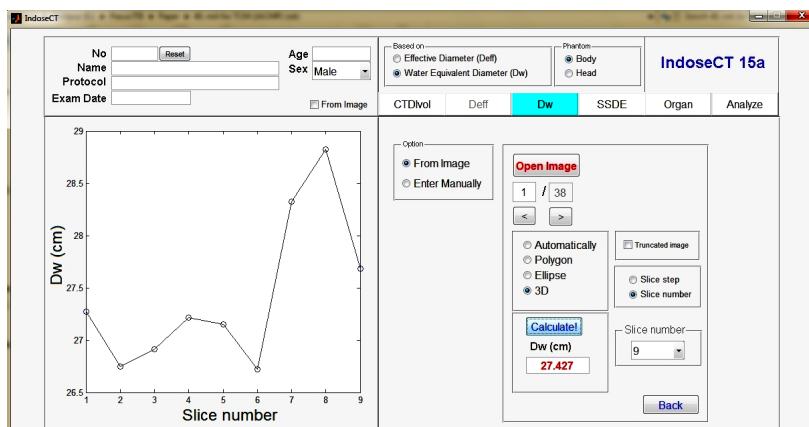 IndoseCT
No
Reset
Name
Protocol
Exam Date
Age
Sex
Male
From Image
Based on
Effective Diameter (Deff)
Water Equivalent Diameter (Dw)
Phantom
Body
Head
IndoseCT 15a
CTDIvol
Deff
Dw
SSDE
Organ
Analyze
29
28.5
28
27.5
27
26.5
Dw (cm)
1 2 3 4 5 6 7 8 9
Slice number
Option
From Image
Enter Manually
Open Image
1 / 38
< >
Automatically
Polygon
Ellipse
3D
Truncated image
Slice step
Slice number
Calculate!
Dw (cm)
27.427
Slice number
9
Back